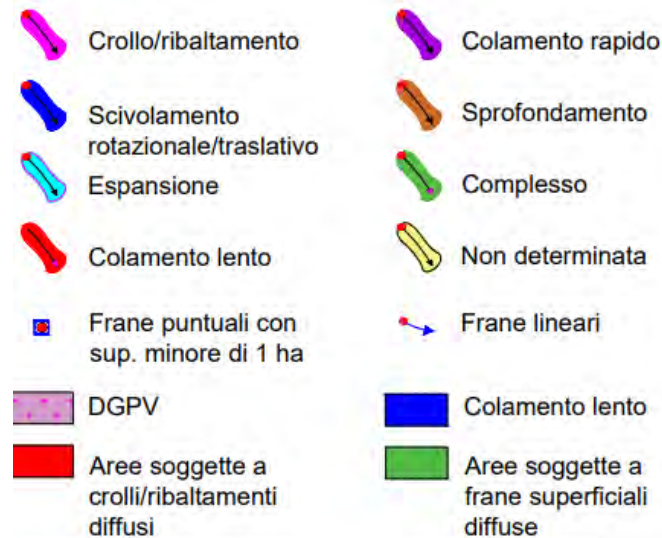 Crollo/ribaltamento
Colamento rapido
Scivolamento
rotazionale/traslativo
Sprofondamento
Espansione
Complesso
Colamento lento
Non determinata
Frane puntuali con
sup. minore di 1 ha
Frane lineari
DGPV
Colamento lento
Aree soggette a
crolli/ribaltamenti
diffusi
Aree soggette a
frane superficiali
diffuse